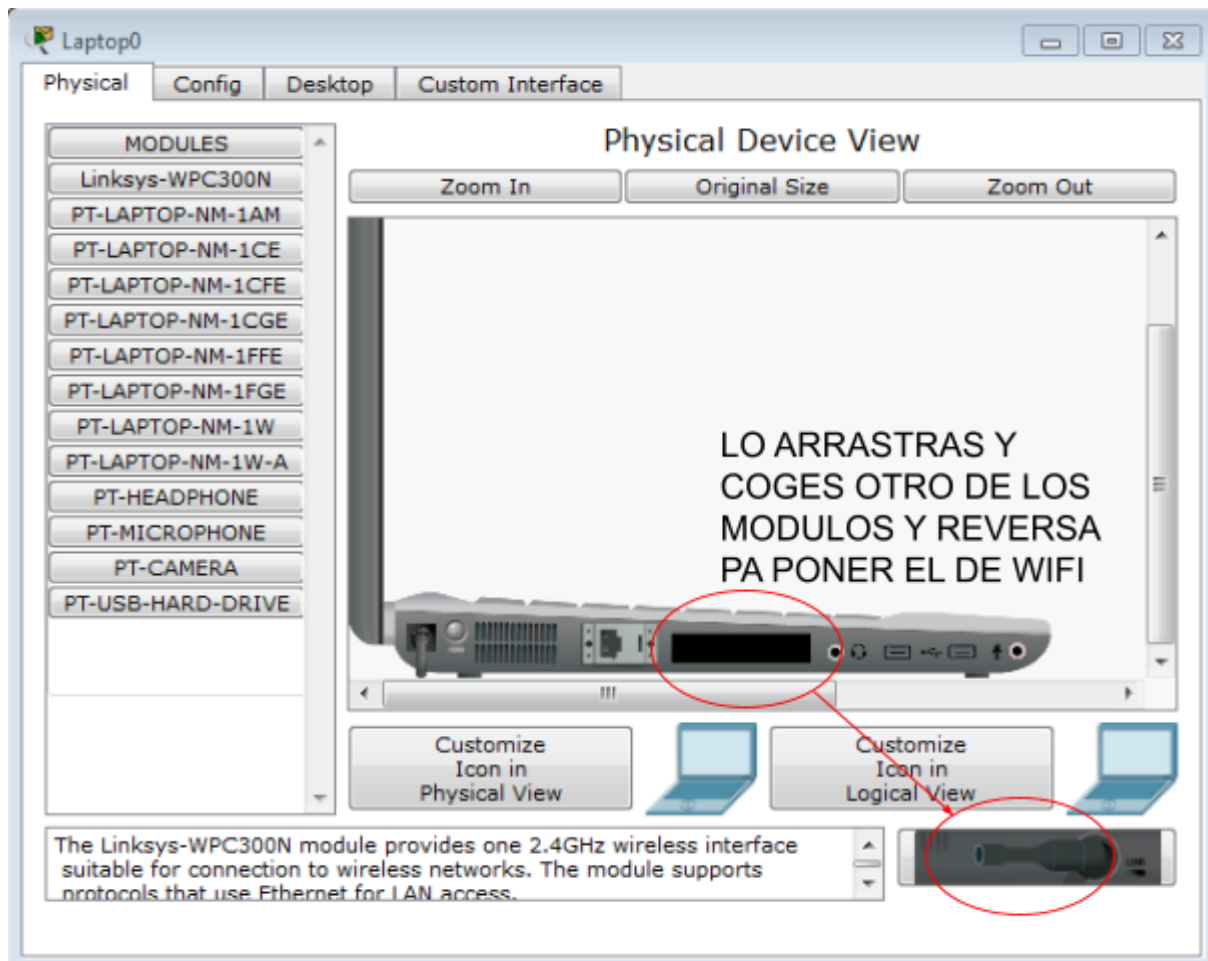 Laptop0
Physical
Config
Desktop
Custom Interface
MODULES
Linksys-WPC300N
PT-LAPTOP-NM-1AM
PT-LAPTOP-NM-1CE
PT-LAPTOP-NM-1CFE
PT-LAPTOP-NM-1CGE
PT-LAPTOP-NM-1FFE
PT-LAPTOP-NM-1FGE
PT-LAPTOP-NM-1W
PT-LAPTOP-NM-1W-A
PT-HEADPHONE
PT-MICROPHONE
PT-CAMERA
PT-USB-HARD-DRIVE
Physical Device View
Zoom In
Original Size
Zoom Out
LO ARRASTRAS Y
COGES OTRO DE LOS
MODULOS Y REVERSA
PA PONER EL DE WIFI
Customize
Icon in
Physical View
Customize
Icon in
Logical View
The Linksys-WPC300N module provides one 2.4GHz wireless interface
suitable for connection to wireless networks. The module supports
protocols that use Ethernet for LAN access.